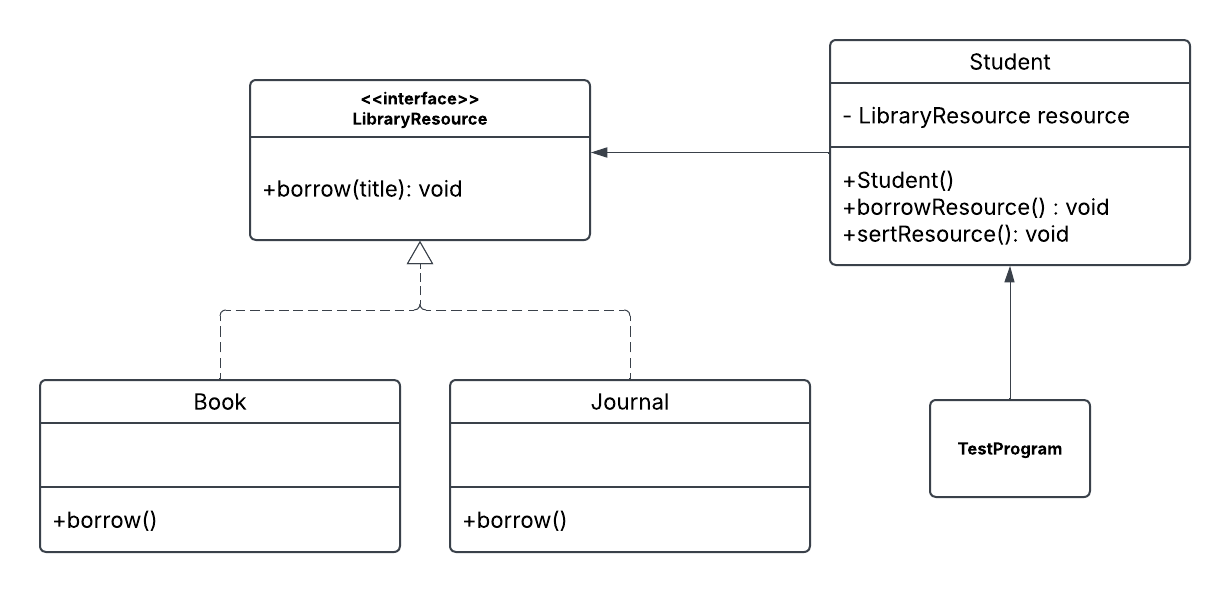 <<interface>>
LibraryResource
+borrow(title): void
Student
- LibraryResource resource
+Student()
+borrowResource() : void
+sertResource(): void
Book
+borrow()
Journal
+borrow()
TestProgram